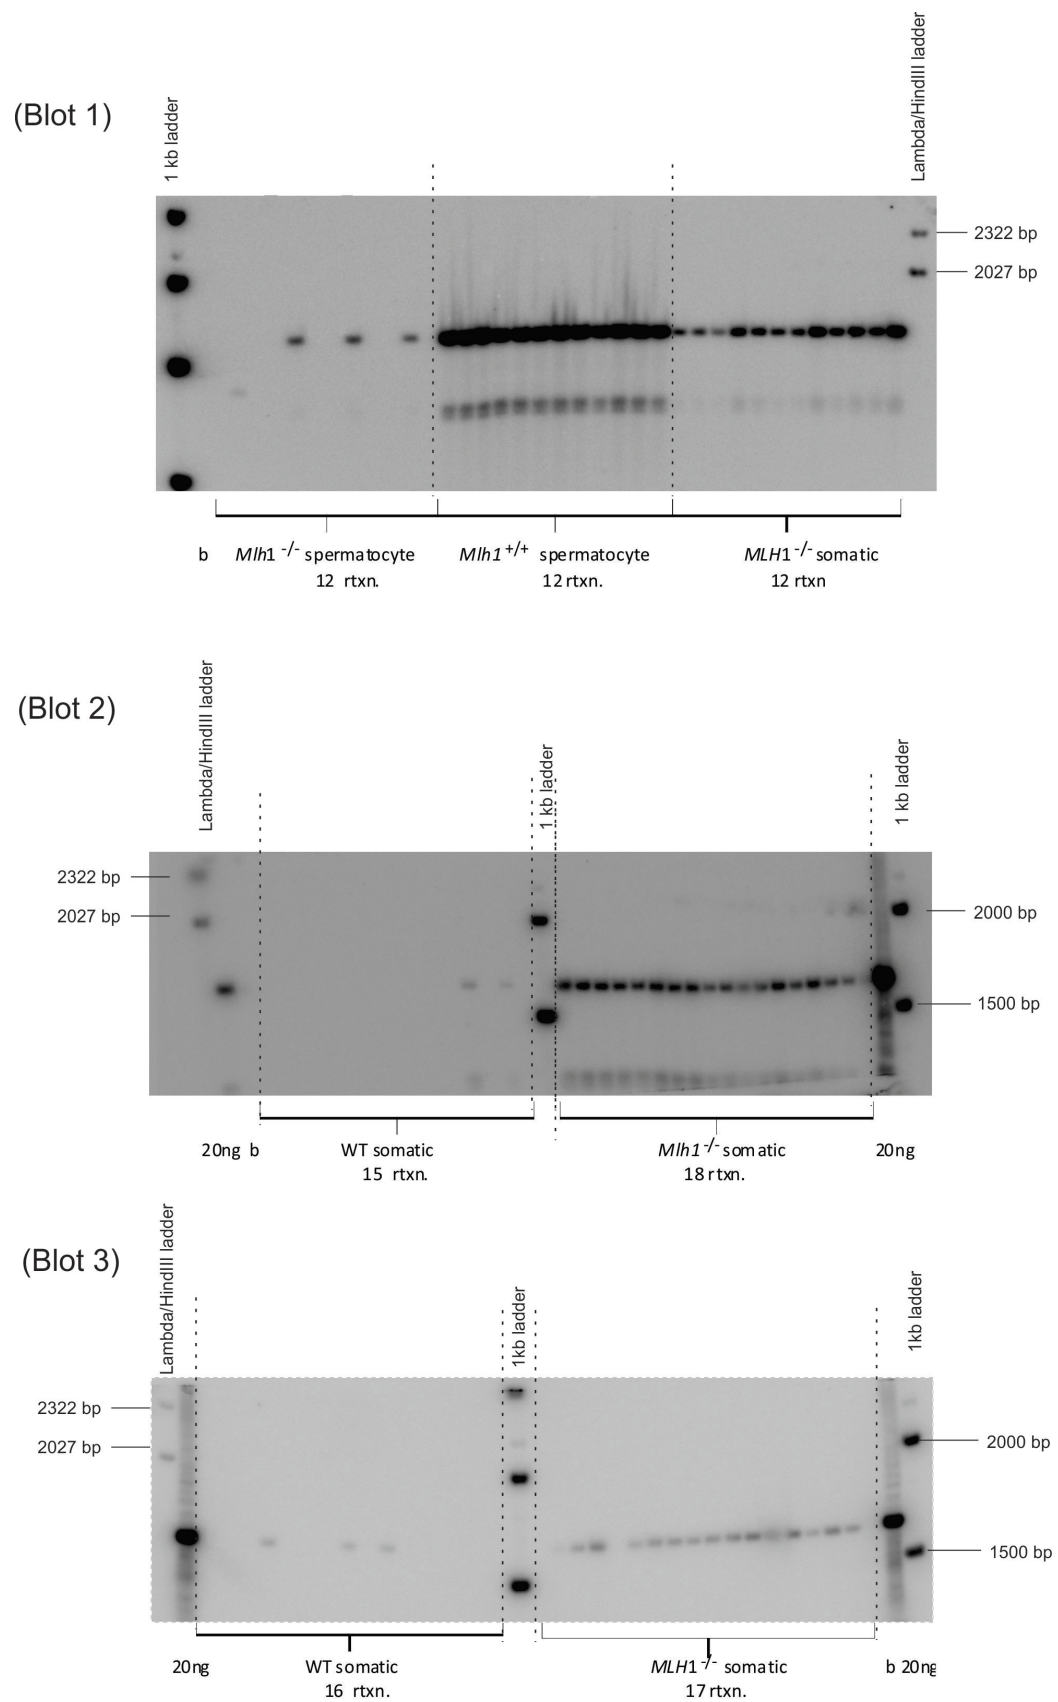 (Blot 1)
1 kb ladder
Lambda/HindIII ladder
2322 bp
2027 bp
b Mlh1 -/- spermatocyte
12 rtxn.
Mlh1 +/+ spermatocyte
12 rtxn.
MLH1 -/- somatic
12 rtxn
(Blot 2)
Lambda/HindIII ladder
1 kb ladder
1 kb ladder
2322 bp
2027 bp
2000 bp
1500 bp
20ng b
WT somatic
15 rtxn.
Mlh1 -/- somatic
18 rtxn.
20ng
(Blot 3)
Lambda/HindIII ladder
1kb ladder
1kb ladder
2322 bp
2027 bp
2000 bp
1500 bp
20ng
WT somatic
16 rtxn.
MLH1 -/- somatic
17 rtxn.
b 20ng